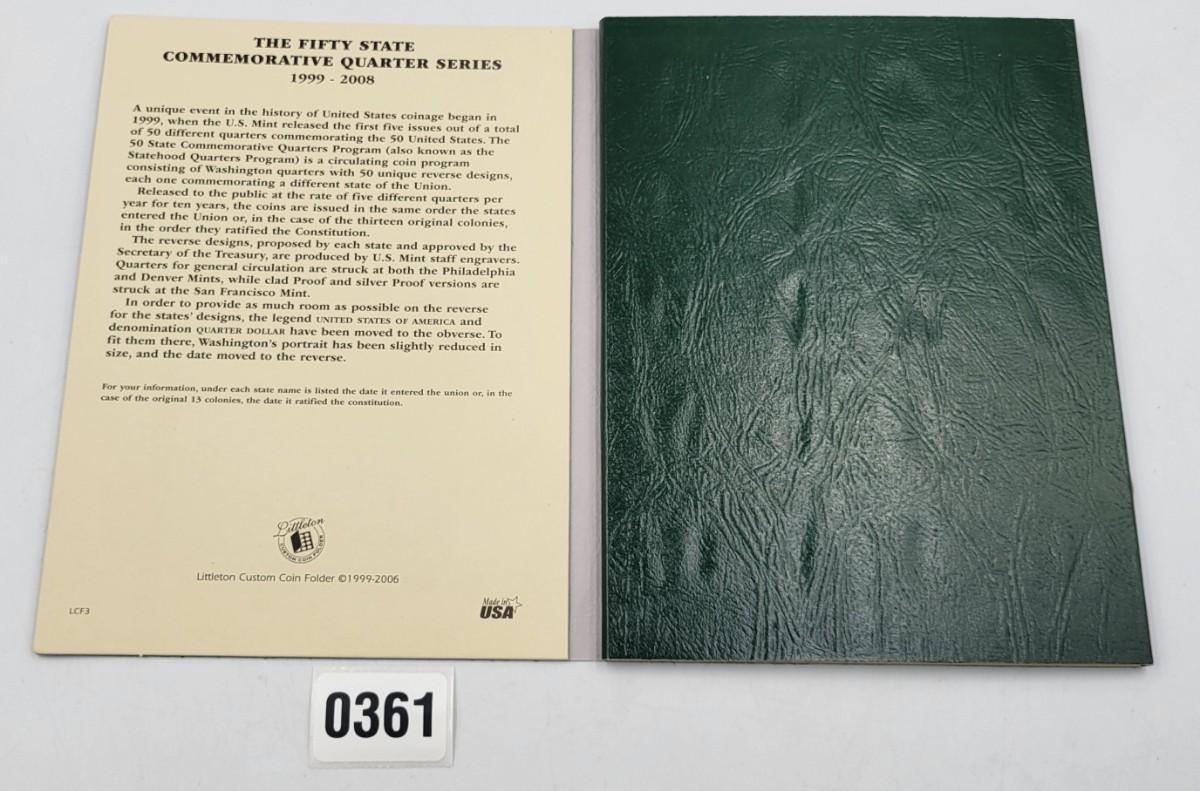 THE FIFTY STATE
COMMEMORATIVE QUARTER SERIES
1999 - 2008
A unique event in the history of United States coinage began in
1999, when the U.S. Mint released the first five issues out of a total
of 50 different quarters commemorating the 50 United States. The
50 State Commemorative Quarters Program (also known as the
Statehood Quarters Program) is a circulating coin program
consisting of Washington quarters with 50 unique reverse designs,
each one commemorating a different state of the Union.
Released to the public at the rate of five different quarters per
year for ten years, the coins are issued in the same order the states
entered the Union or, in the case of the thirteen original colonies,
in the order they ratified the Constitution.
The reverse designs, proposed by each state and approved by the
Secretary of the Treasury, are produced by U.S. Mint staff engravers.
Quarters for general circulation are struck at both the Philadelphia
and Denver Mints, while clad Proof and silver Proof versions are
struck at the San Francisco Mint.
In order to provide as much room as possible on the reverse
for the states' designs, the legend UNITED STATES OF AMERICA and
denomination QUARTER DOLLAR have been moved to the obverse. To
fit them there, Washington's portrait has been slightly reduced in
size, and the date moved to the reverse.
For your information, under each state name is listed the date it entered the union or, in the
case of the original 13 colonies, the date it ratified the constitution.
Littleton
CUSTOM COIN FOLDER
Littleton Custom Coin Folder ©1999-2006
LCF3
Made in
USA
0361